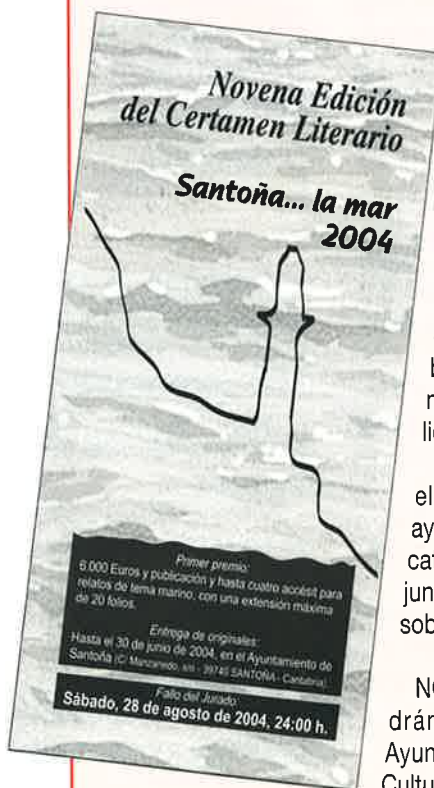 Novena Edición
del Certamen Literario
Santoña... la mar
2004
Primer premio:
6.000 Euros y publicación y hasta cuatro accésit para
relatos de tema marino, con una extensión máxima
de 20 folios.
Entrega de originales:
Hasta el 30 de junio de 2004, en el Ayuntamiento de
Santoña (C/ Manzanedo, s/n - 39740 SANTOÑA - Cantabria).
Fallo del Jurado:
Sábado, 28 de agosto de 2004, 24:00 h.
el
ay
cat
jun
sob
NO
drán
Ayun
Cultu